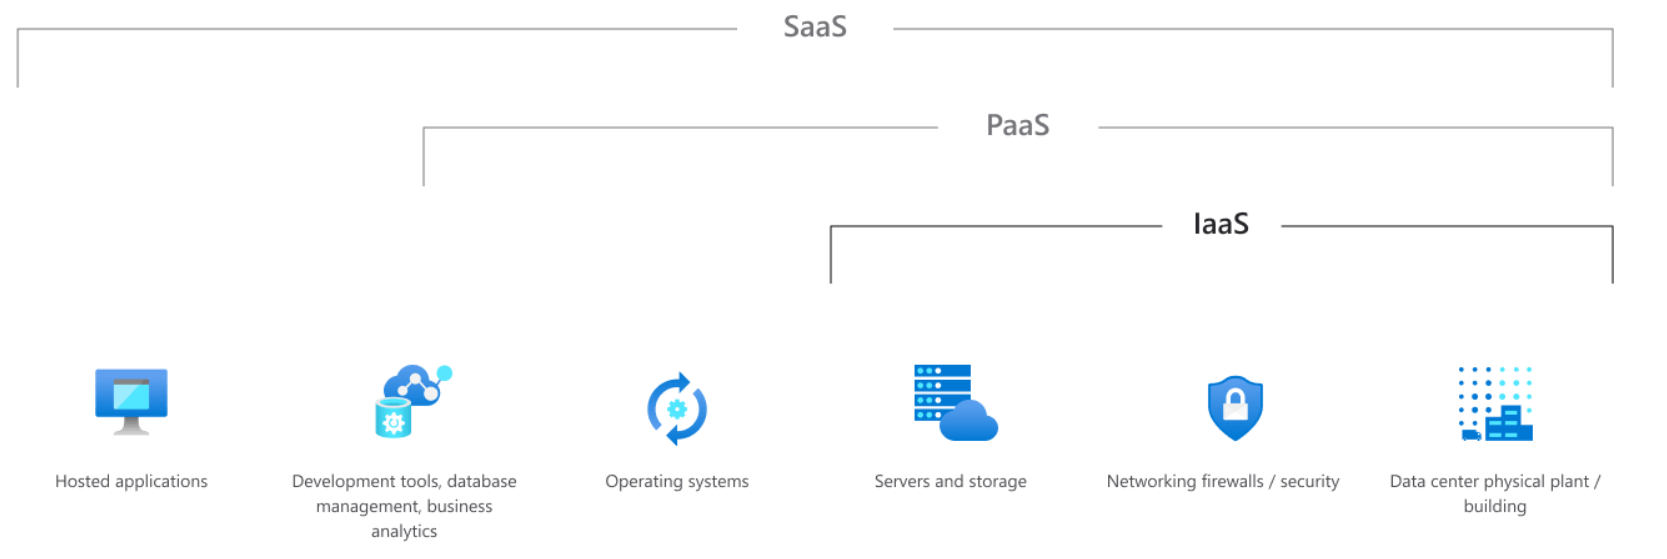 SaaS
PaaS
IaaS
Hosted applications
Development tools, database
management, business
analytics
Operating systems
Servers and storage
Networking firewalls / security
Data center physical plant /
building